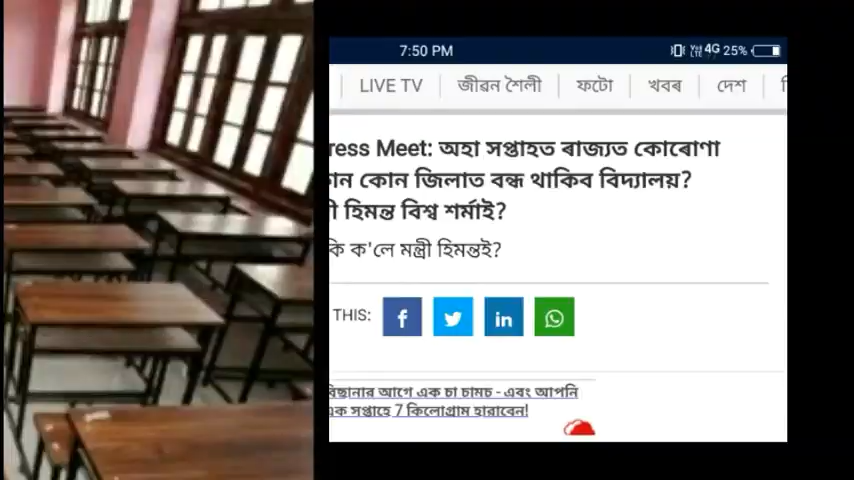 7:50 PM
4G 25%
LIVE TV জীৱন শৈলী ফটো খবৰ দেশ
ress Meet: অহা সপ্তাহত ৰাজ্যত কোৰোণা
কোন জিলাত বন্ধ থাকিব বিদ্যালয়?
হিমন্ত বিশ্ব শৰ্মাই?
কি ক'লে মন্ত্ৰী হিমন্তই?
THIS:
বিছানার আগে এক চা চামচ - এবং আপনি
এক সপ্তাহে 7 কিলোগ্রাম হারাবেন!